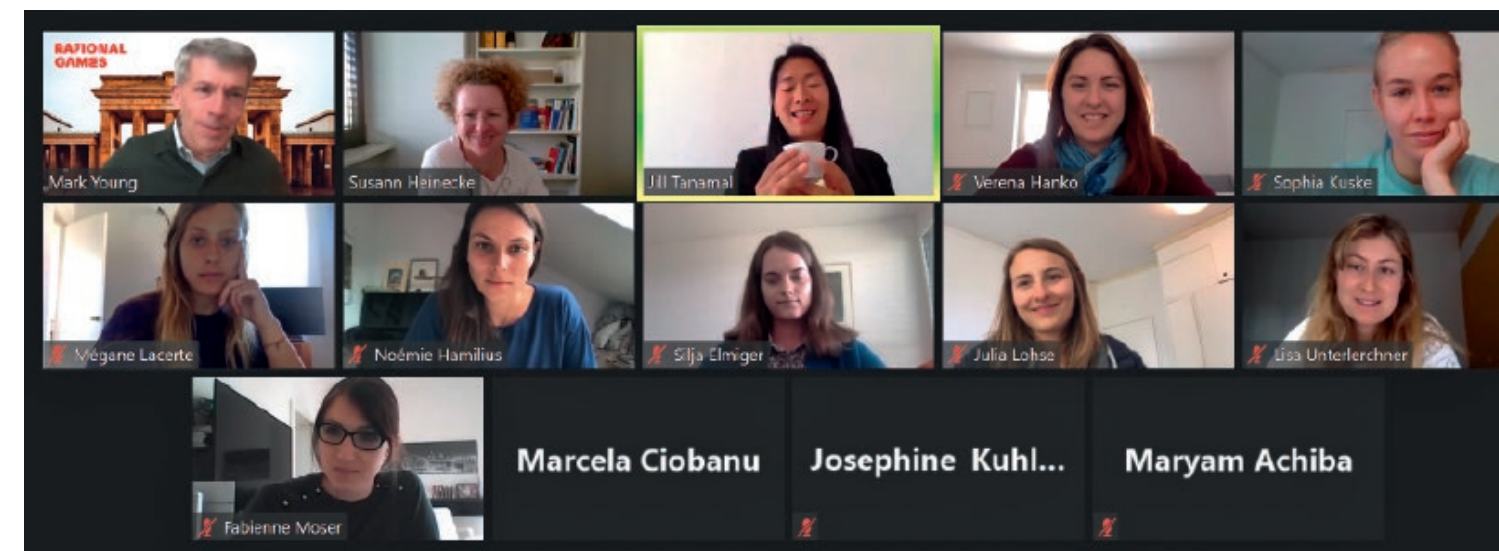 RATIONAL
GAMES
Mark Young
Susann Heinecke
Jill Tanamal
Verena Hanko
Sophia Kuske
Mégane Lacerte
Noémie Hamilius
Silja Elmiger
Julia Lohse
Lisa Unterlerchner
Fabienne Moser
Marcela Ciobanu
Josephine Kuhl...
Maryam Achiba